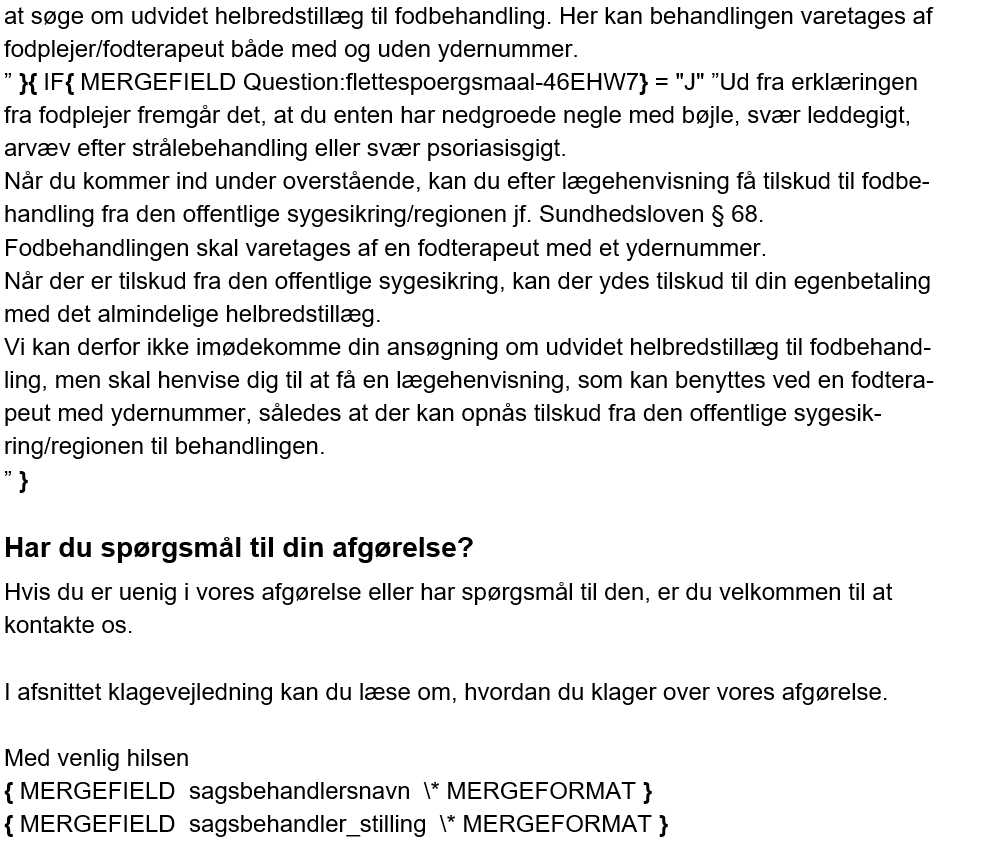 at søge om udvidet helbredstillæg til fodbehandling. Her kan behandlingen varetages af
fodplejer/fodterapeut både med og uden ydernummer.
” }{ IF{ MERGEFIELD Question:flettespoergsmaal-46EHW7} = "J" ”Ud fra erklæringen
fra fodplejer fremgår det, at du enten har nedgroede negle med bøjle, svær leddegigt,
arvæv efter strålebehandling eller svær psoriasisgigt.
Når du kommer ind under overstående, kan du efter lægehenvisning få tilskud til fodbe-
handling fra den offentlige sygesikring/regionen jf. Sundhedsloven § 68.
Fodbehandlingen skal varetages af en fodterapeut med et ydernummer.
Når der er tilskud fra den offentlige sygesikring, kan der ydes tilskud til din egenbetaling
med det almindelige helbredstillæg.
Vi kan derfor ikke imødekomme din ansøgning om udvidet helbredstillæg til fodbehand-
ling, men skal henvise dig til at få en lægehenvisning, som kan benyttes ved en fodtera-
peut med ydernummer, således at der kan opnås tilskud fra den offentlige sygesik-
ring/regionen til behandlingen.
” }
Har du spørgsmål til din afgørelse?
Hvis du er uenig i vores afgørelse eller har spørgsmål til den, er du velkommen til at
kontakte os.
I afsnittet klagevejledning kan du læse om, hvordan du klager over vores afgørelse.
Med venlig hilsen
{ MERGEFIELD  sagsbehandlersnavn  \* MERGEFORMAT }
{ MERGEFIELD  sagsbehandler_stilling  \* MERGEFORMAT }